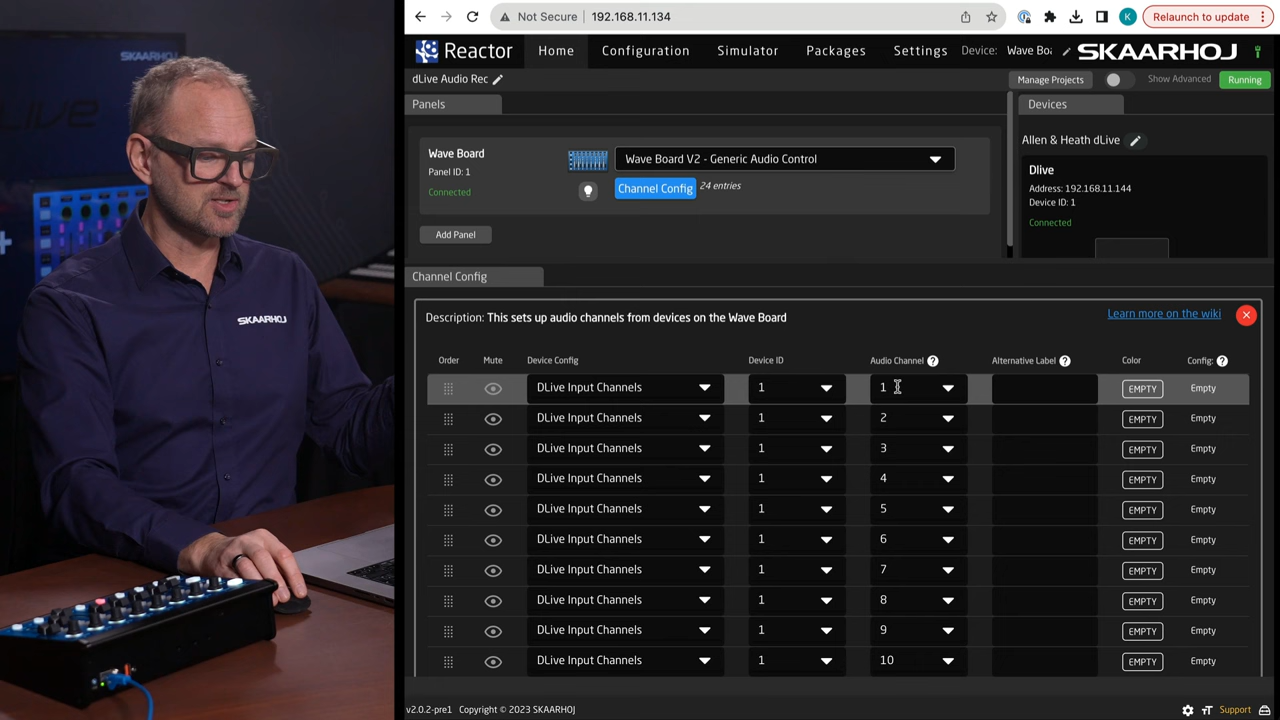 Not Secure
192.168.11.134
K
Relaunch to update
Reactor
Home
Configuration
Simulator
Packages
Settings
Device:
Wave Boa
SKAARHOJ
dLive Audio Rec
Manage Projects
Show Advanced
Running
Panels
Devices
Wave Board
Panel ID: 1
Connected
Wave Board V2 - Generic Audio Control
Channel Config
24 entries
Add Panel
Allen & Heath dLive
Dlive
Address: 192.168.11.144
Device ID: 1
Connected
Channel Config
Description: This sets up audio channels from devices on the Wave Board
Learn more on the wiki
Order Mute Device Config Device ID Audio Channel ? Alternative Label ? Color Config: ?
DLive Input Channels 1 1 EMPTY Empty
DLive Input Channels 1 2 EMPTY Empty
DLive Input Channels 1 3 EMPTY Empty
DLive Input Channels 1 4 EMPTY Empty
DLive Input Channels 1 5 EMPTY Empty
DLive Input Channels 1 6 EMPTY Empty
DLive Input Channels 1 7 EMPTY Empty
DLive Input Channels 1 8 EMPTY Empty
DLive Input Channels 1 9 EMPTY Empty
DLive Input Channels 1 10 EMPTY Empty
v2.0.2-pre1 Copyright © 2023 SKAARHOJ
Support
SKAARHOJ
SKAARHOJ